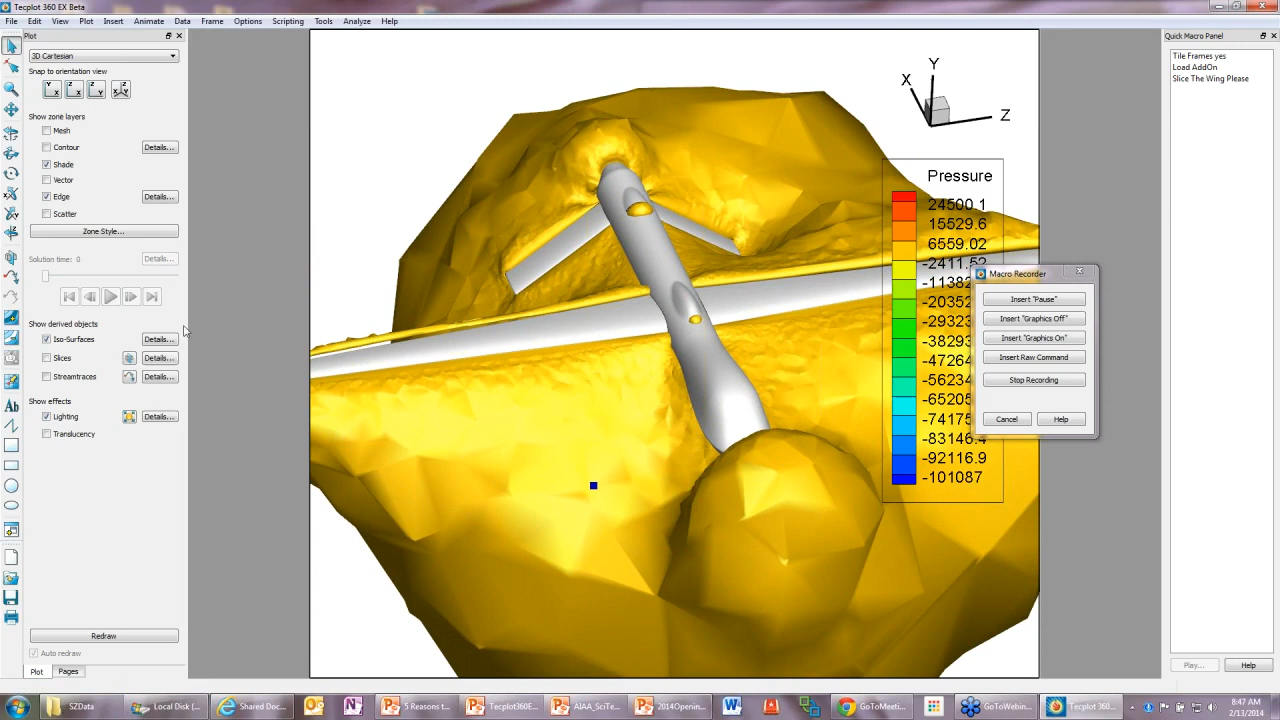 Tecplot 360 EX Beta
File Edit View Plot Insert Animate Data Frame Options Scripting Tools Analyze Help
Plot
3D Cartesian
Snap to orientation view
Show zone layers
Mesh
Contour Details...
Shade
Vector
Edge Details...
Scatter
Zone Style...
Solution time: 0 Details...
Show derived objects
Iso-Surfaces Details...
Slices Details...
Streamtraces Details...
Show effects
Lighting Details...
Translucency
Redraw
Auto redraw
Plot Pages
Y
X
Z
Pressure
24500.1
15529.6
6559.02
-2411.52
-11382
-20352
-29323
-38293
-47264
-56234
-65205
-74175
-83146.4
-92116.9
-101087
Macro Recorder
Insert "Pause"
Insert "Graphics Off"
Insert "Graphics On"
Insert Raw Command
Stop Recording
Cancel Help
Quick Macro Panel
Tile Frames yes
Load AddOn
Slice The Wing Please
Play... Help
SZData
Local Disk (...
Shared Doc...
5 Reasons t...
Tecplot360E...
AIAA_SciTe...
2014Openin...
GoToMeeti...
GoToWebin...
Tecplot 360...
8:47 AM
2/13/2014